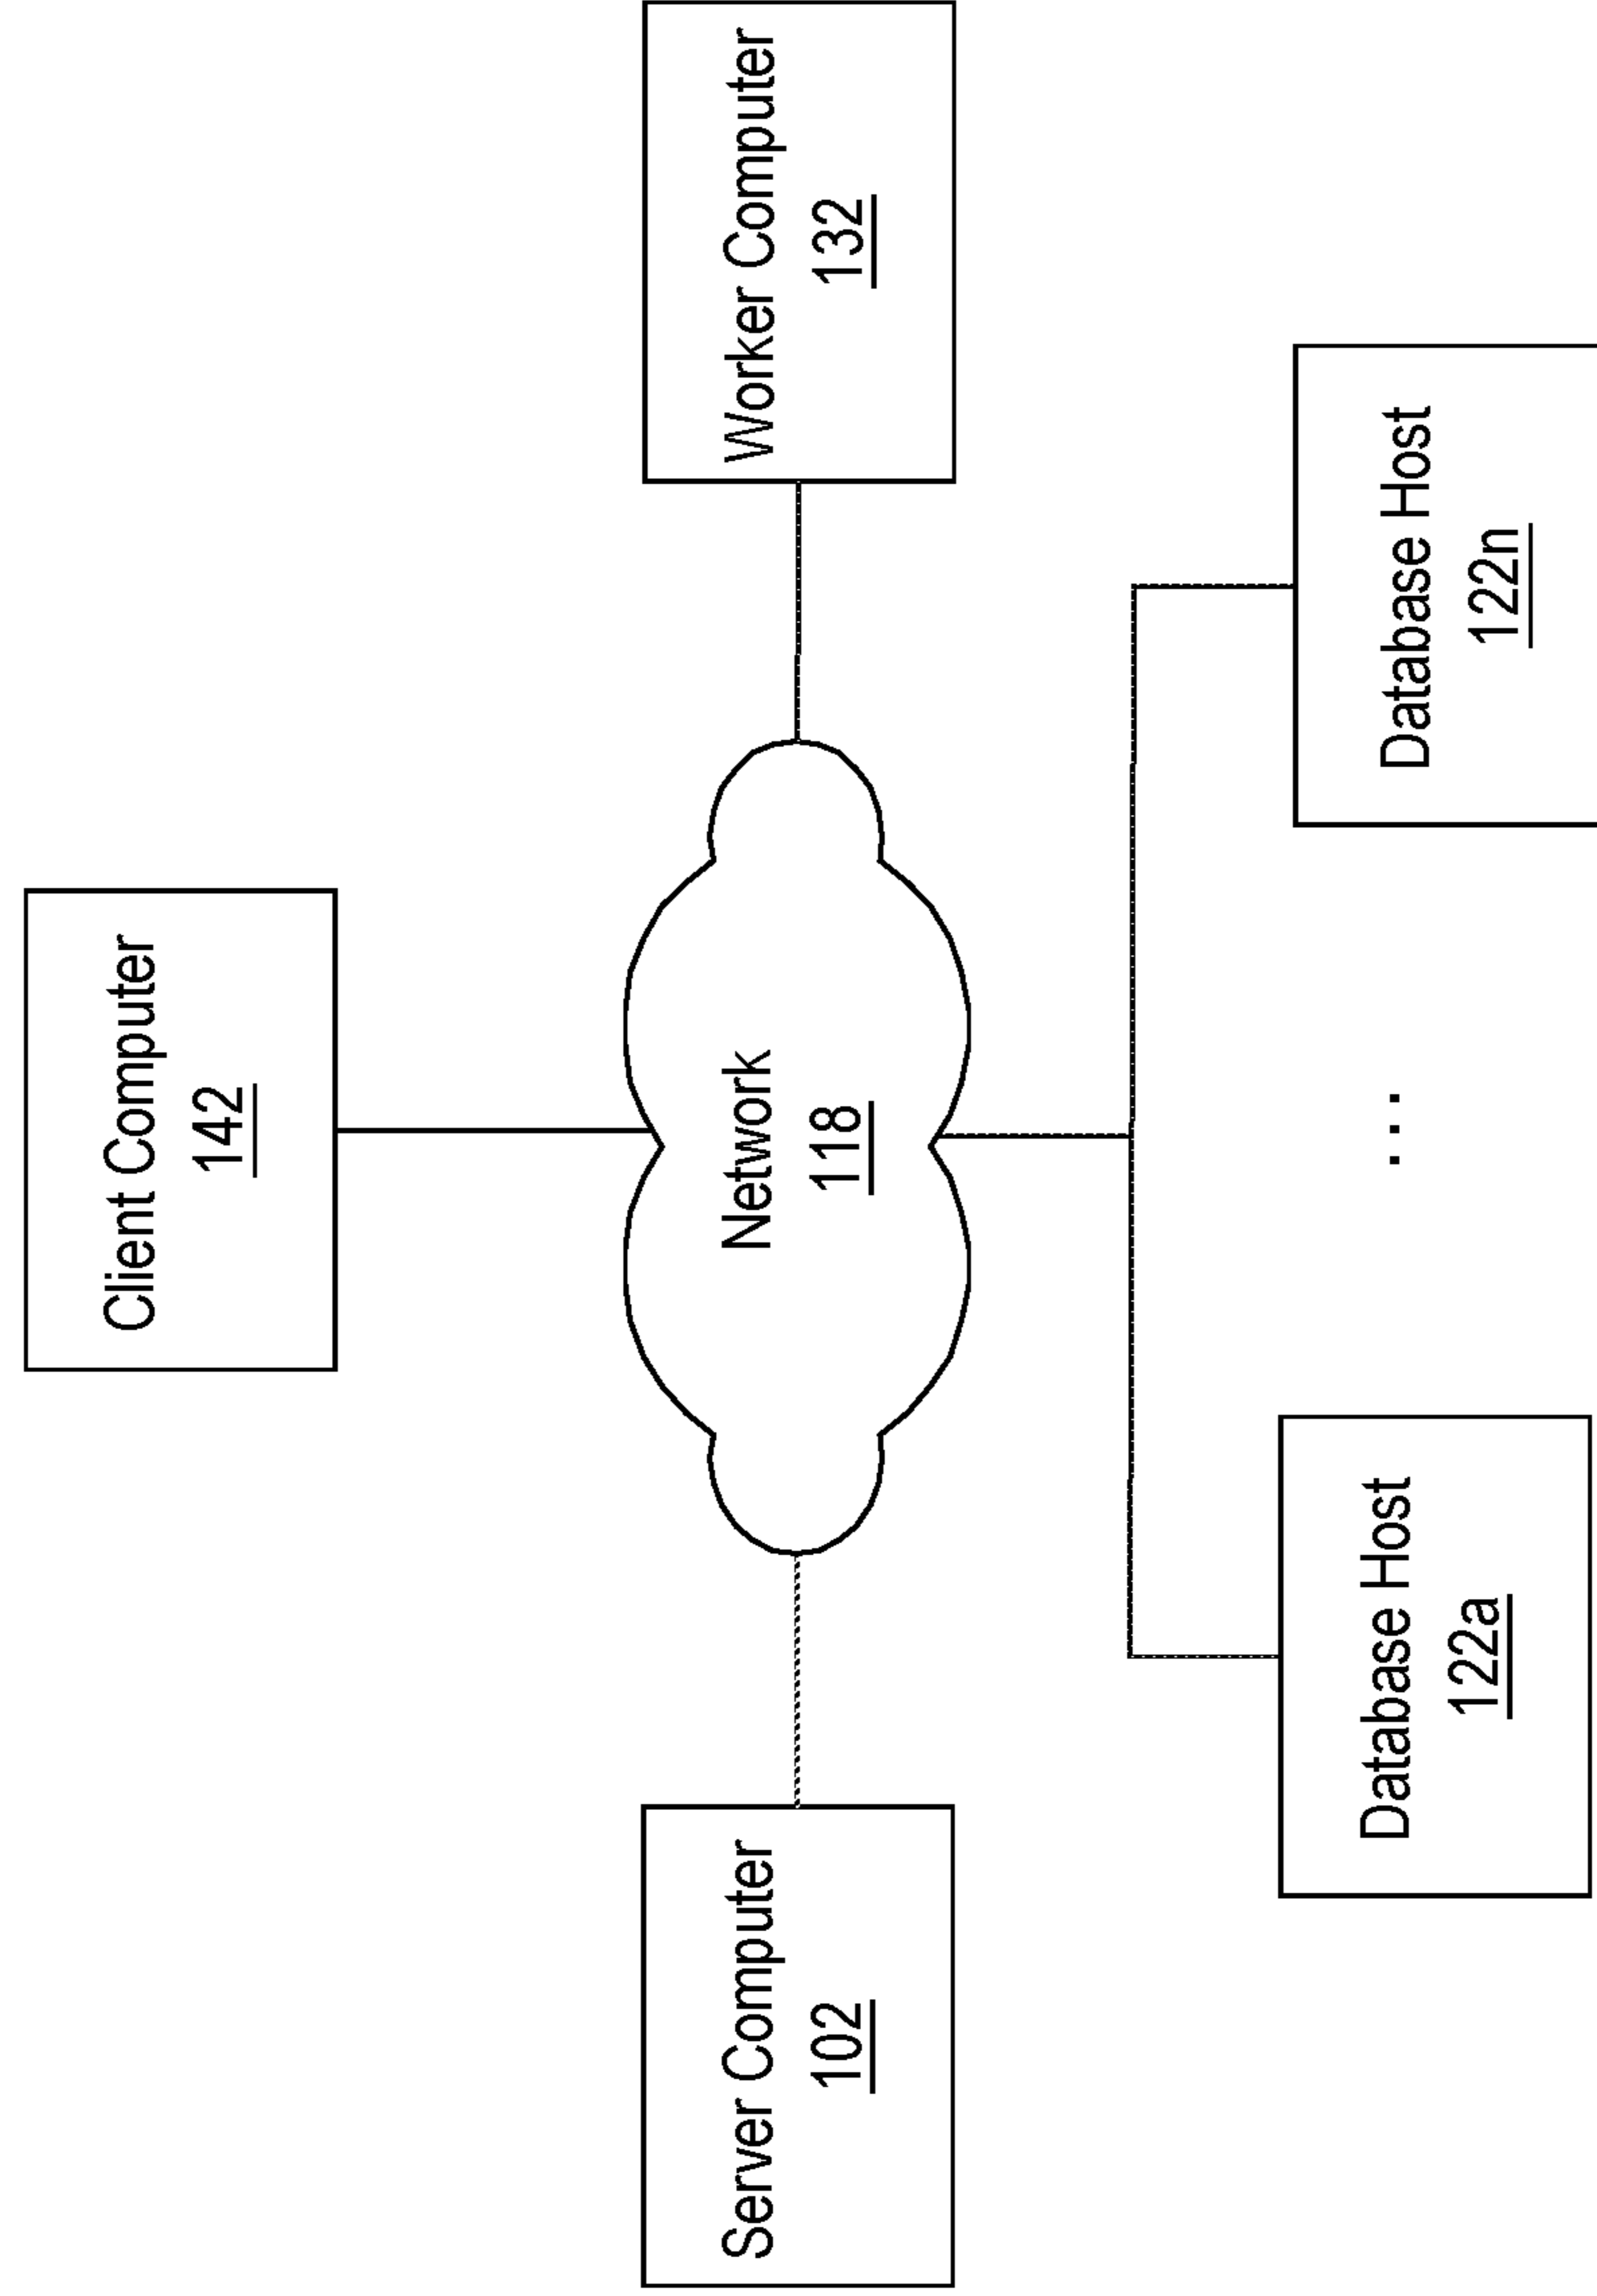 Client Computer
142
Server Computer
102
Network
118
Worker Computer
132
Database Host
122a
...
Database Host
122n